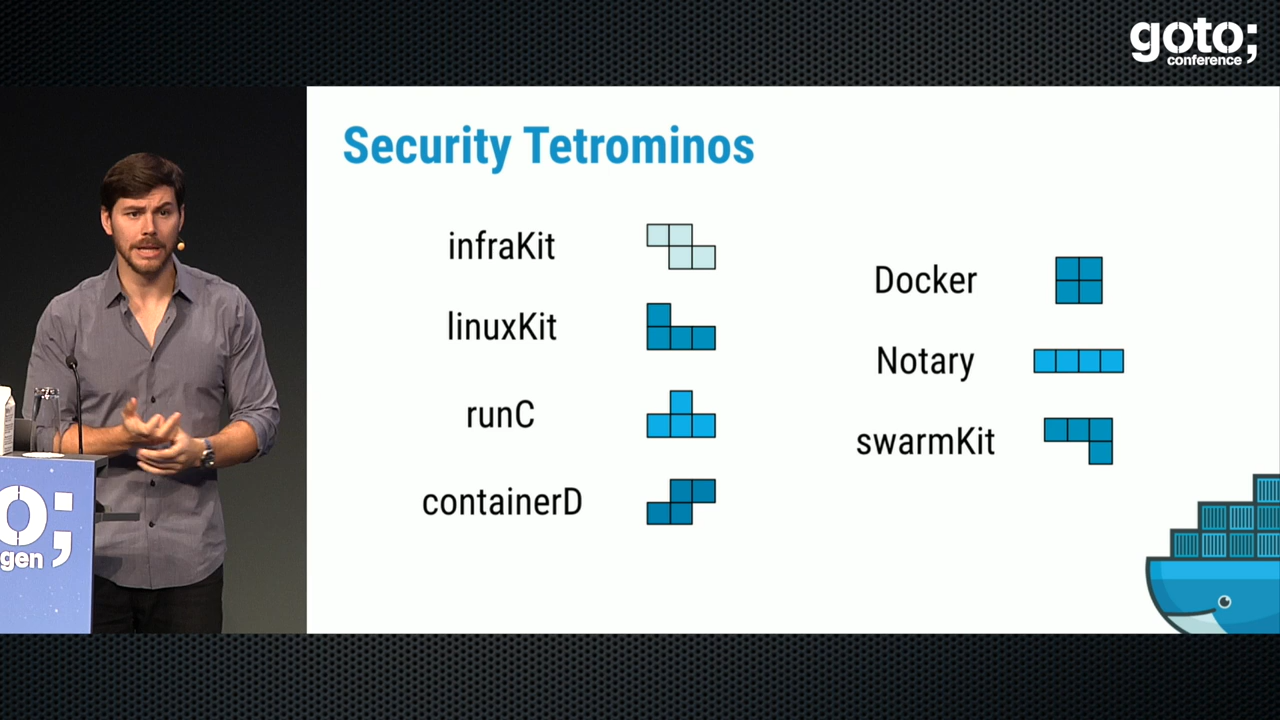 goto;
conference
Security Tetrominos
infraKit
linuxKit
runC
containerD
Docker
Notary
swarmKit
gen